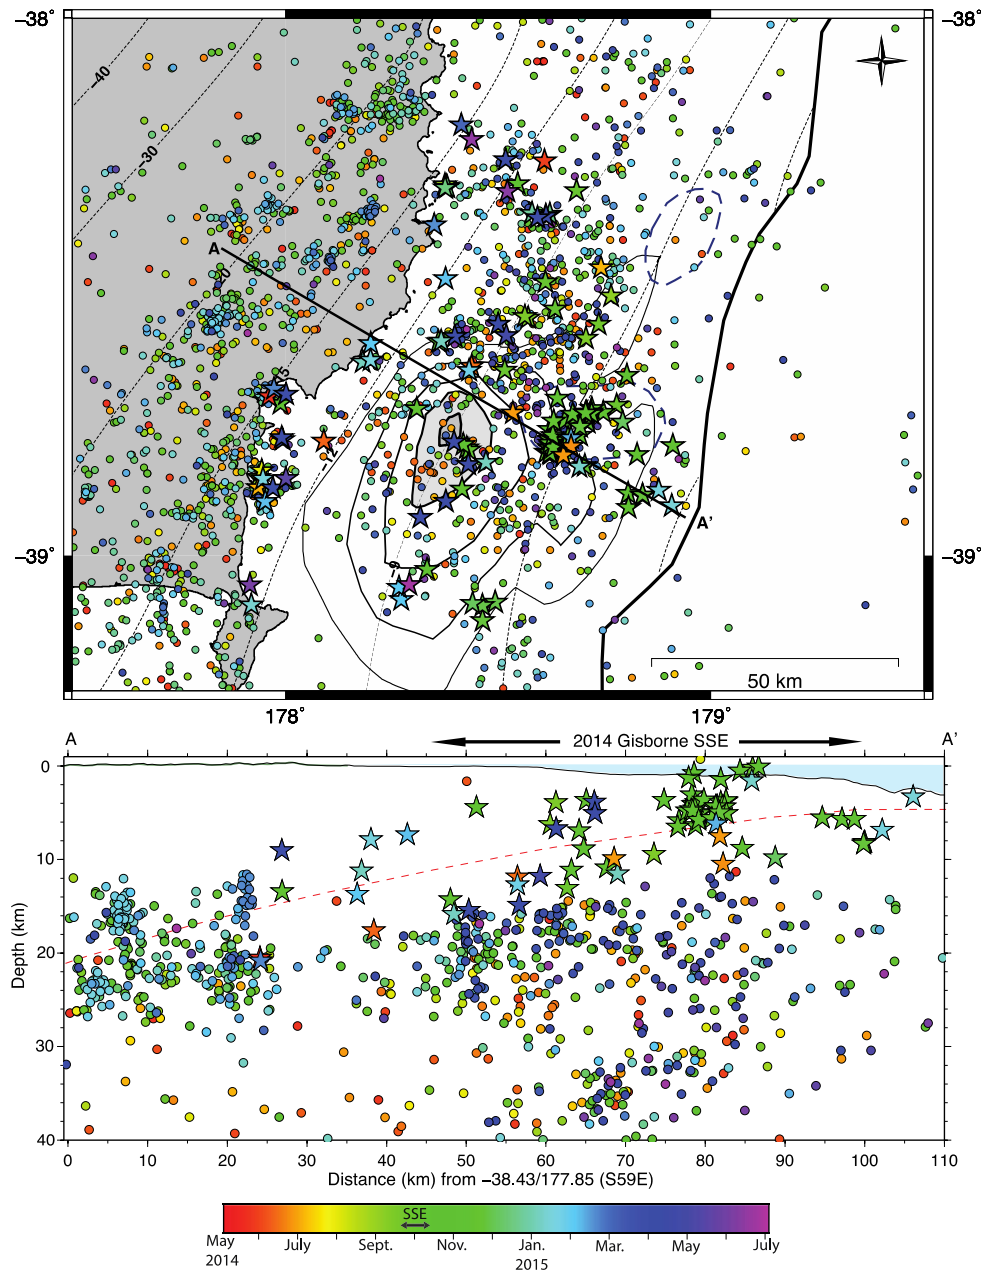 −38˚ −38˚
−40
−30
A
20
15
A'
9
−39˚ −39˚
50 km
178˚ 179˚
A 2014 Gisborne SSE A'
0
10
20
30
40
Depth (km)
0 10 20 30 40 50 60 70 80 90 100 110
Distance (km) from −38.43/177.85 (S59E)
SSE
May July Sept. Nov. Jan. Mar. May July
2014 2015